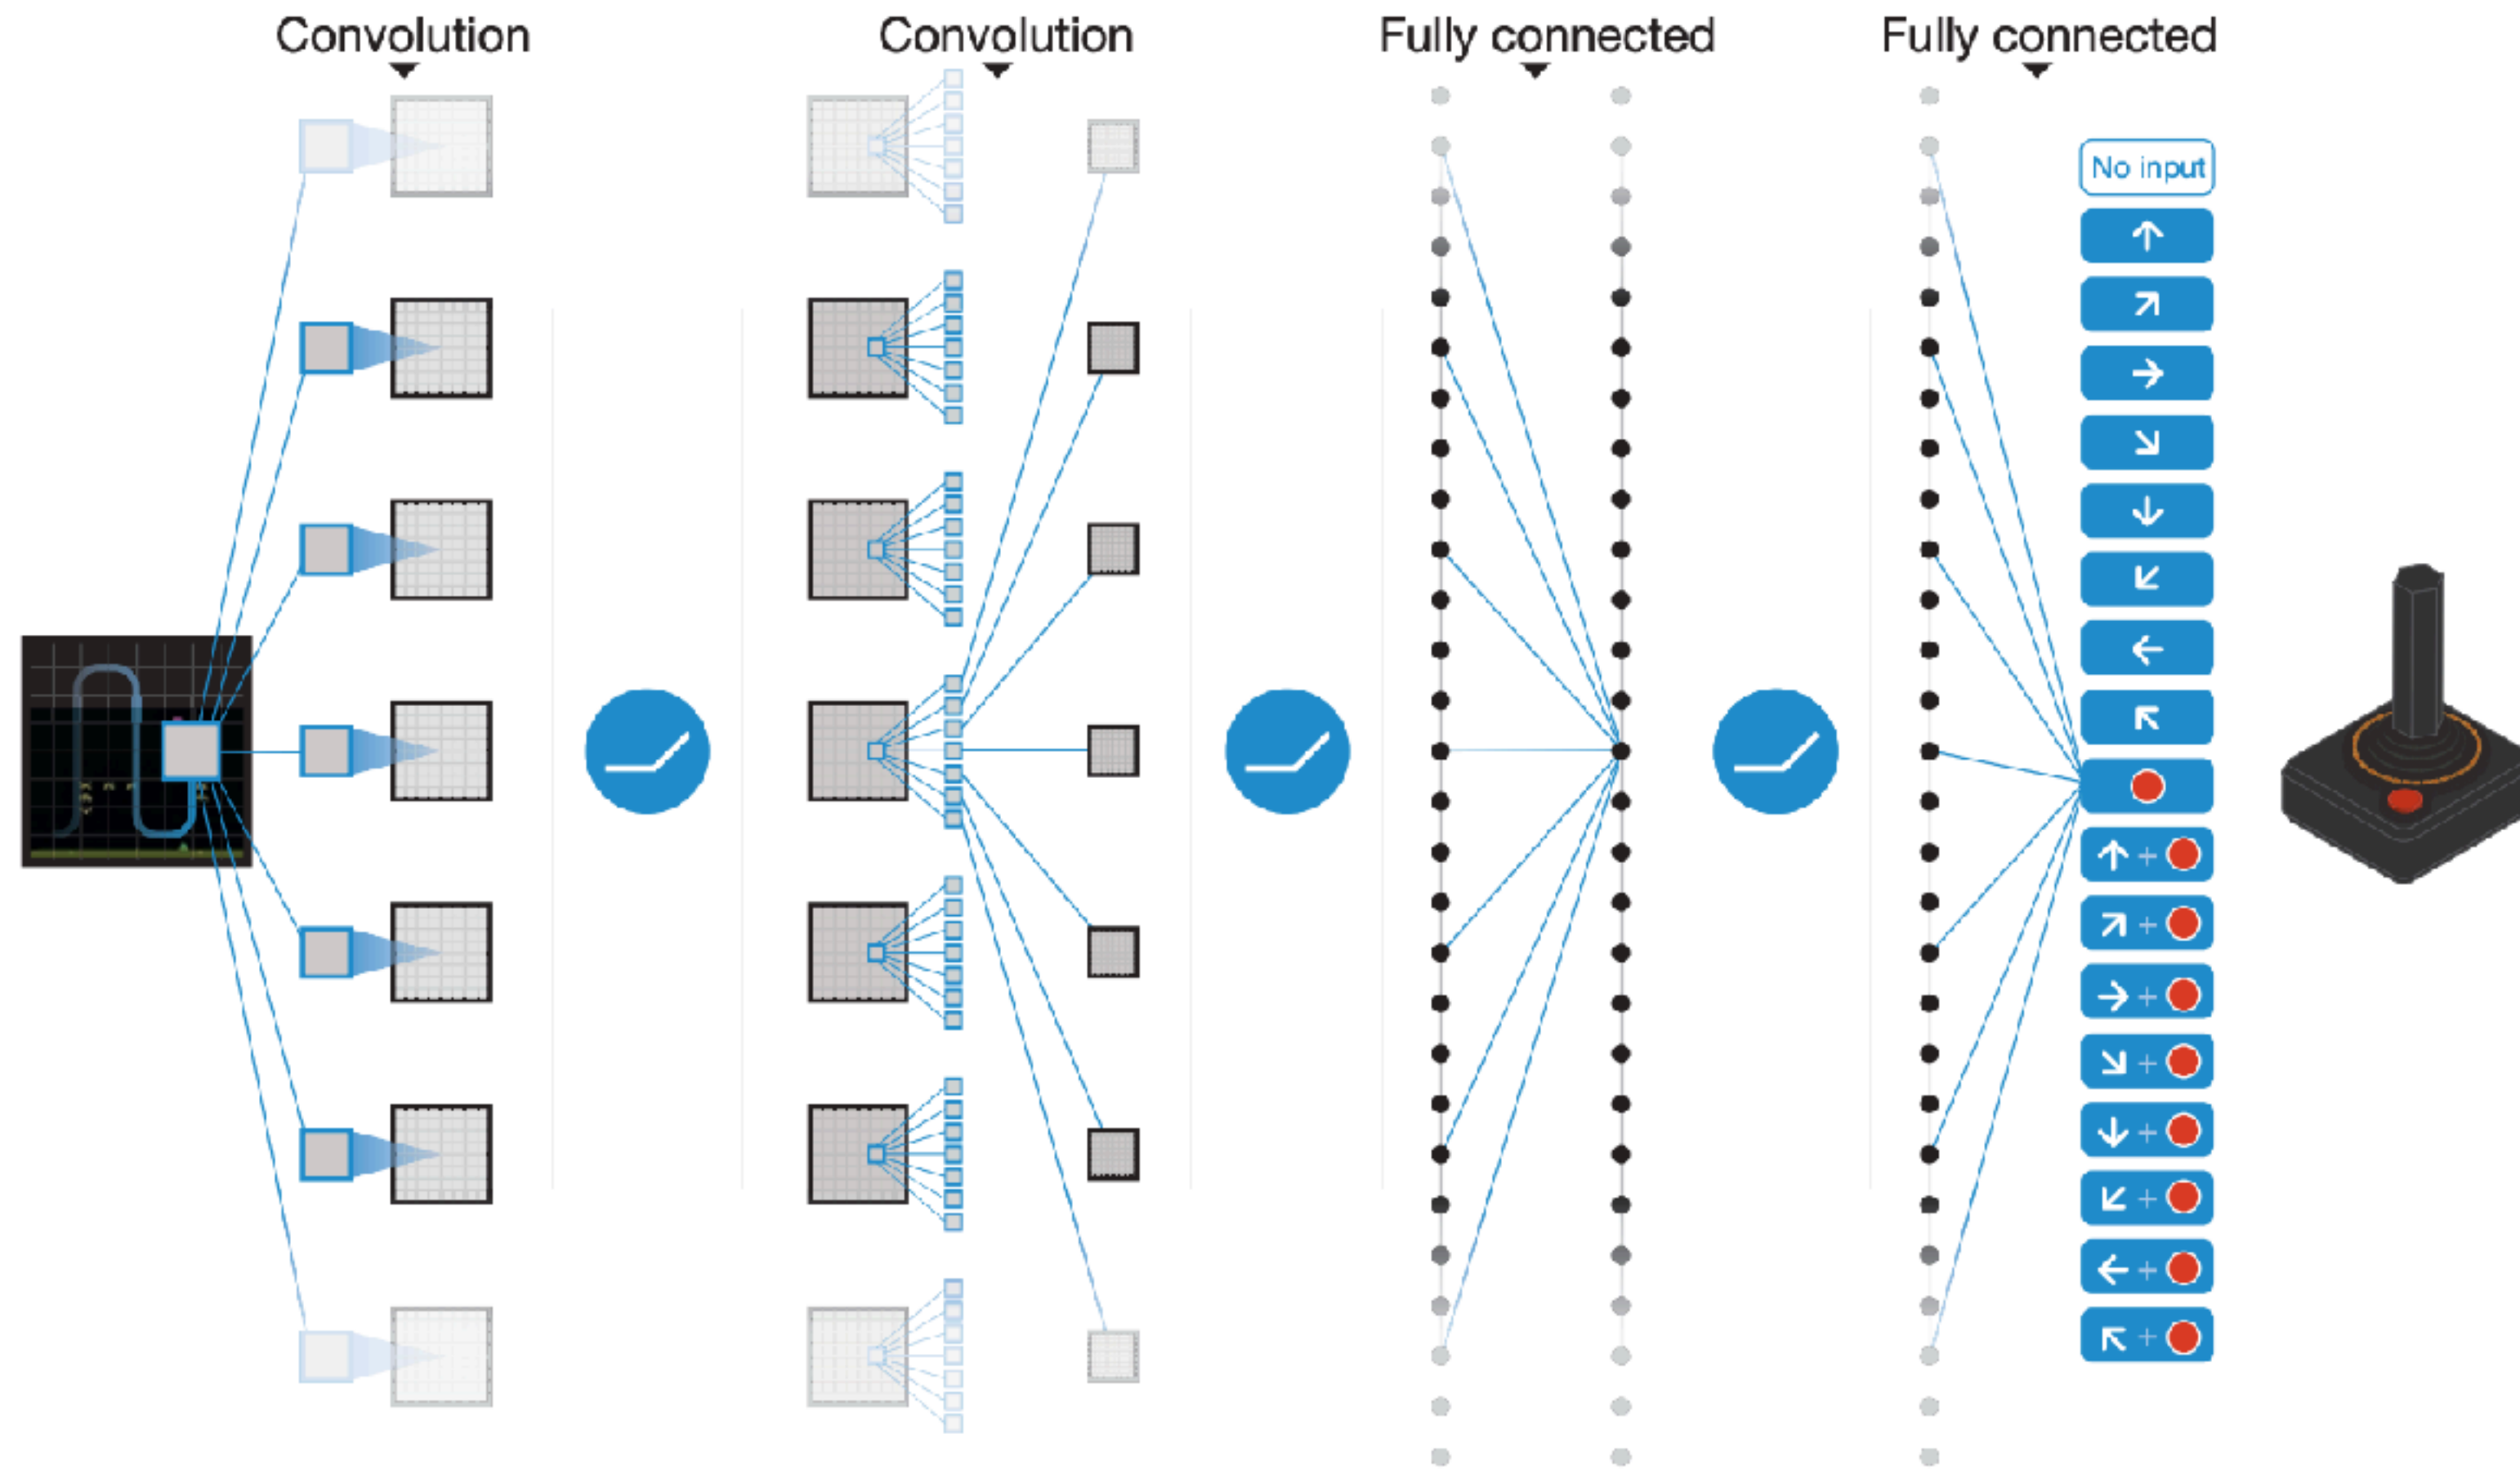 Convolution
Convolution
Fully connected
Fully connected
No input
+
+
+
+
+
+
+
+